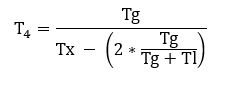 T₄ = Tg / (Tx − (2 * Tg / (Tg + Tl)))